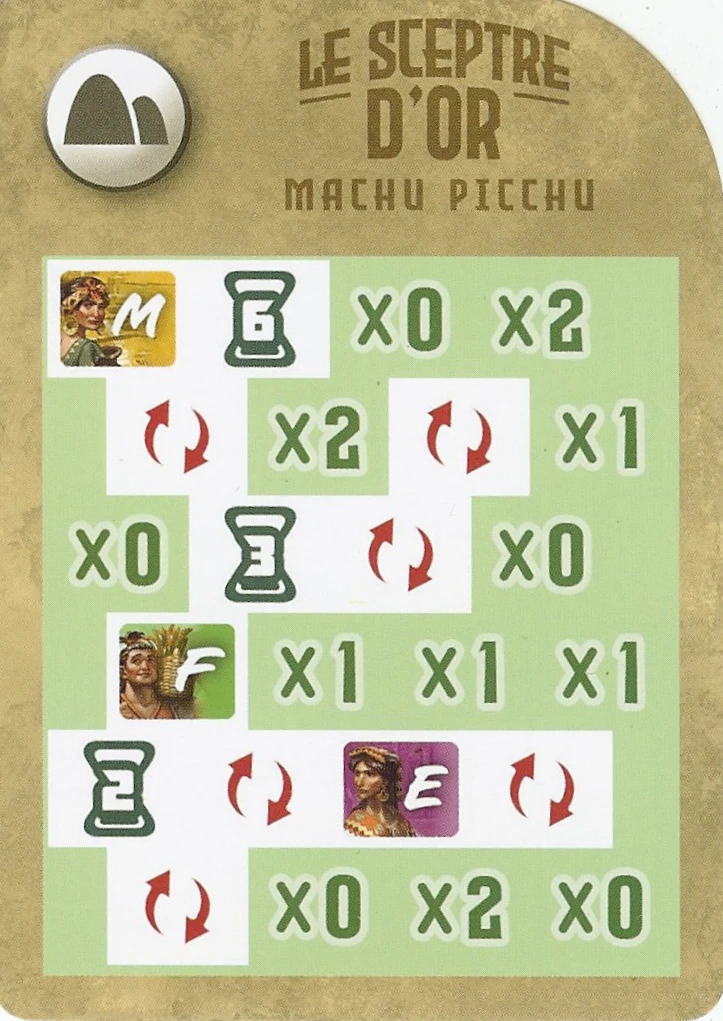 LE SCEPTRE
D'OR
MACHU PICCHU
M 6 X0 X2
X2 X1
X0 3 X0
F X1 X1 X1
2 E
X0 X2 X0